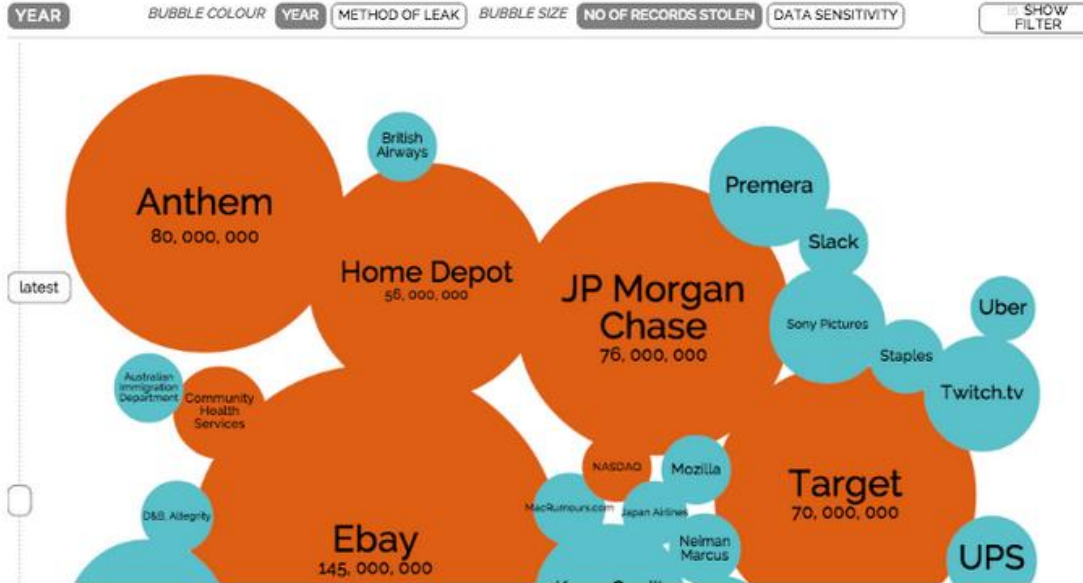 YEAR
BUBBLE COLOUR YEAR METHOD OF LEAK BUBBLE SIZE NO OF RECORDS STOLEN DATA SENSITIVITY
SHOW
FILTER
British
Airways
Anthem
80, 000, 000
Premera
Slack
Home Depot
56, 000, 000
JP Morgan
Chase
76, 000, 000
latest
Uber
Sony Pictures
Staples
Twitch.tv
Australian
Immigration
Department
Community
Health
Services
NASDAQ
Mozilla
Target
70, 000, 000
MacRumours.com
Japan Airlines
D&B, Altegrity
Neiman
Marcus
Ebay
145, 000, 000
UPS